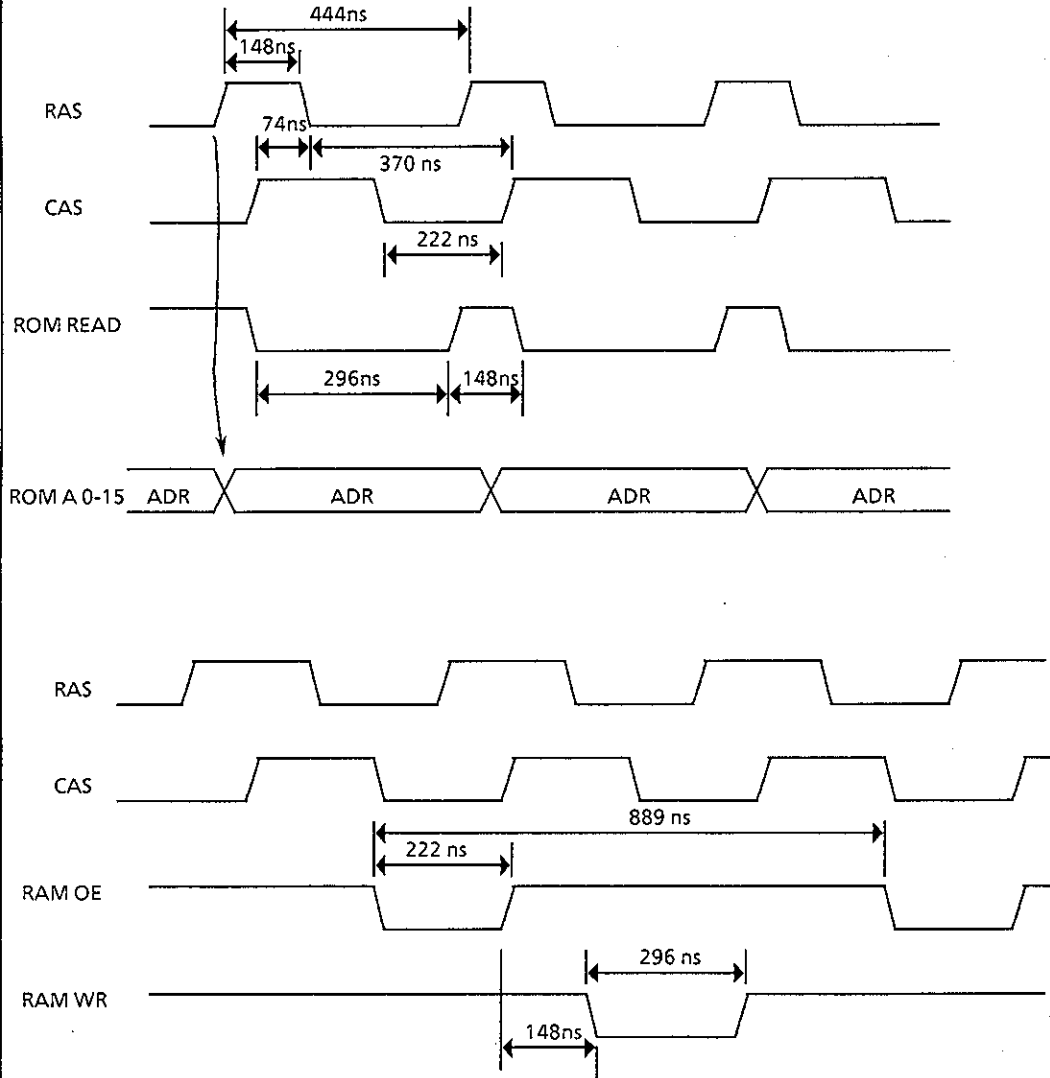 444ns
148ns
RAS
74ns
370 ns
CAS
222 ns
ROM READ
296ns
148ns
ROM A 0-15 ADR ADR ADR ADR
RAS
CAS
889 ns
222 ns
RAM OE
296 ns
RAM WR
148ns